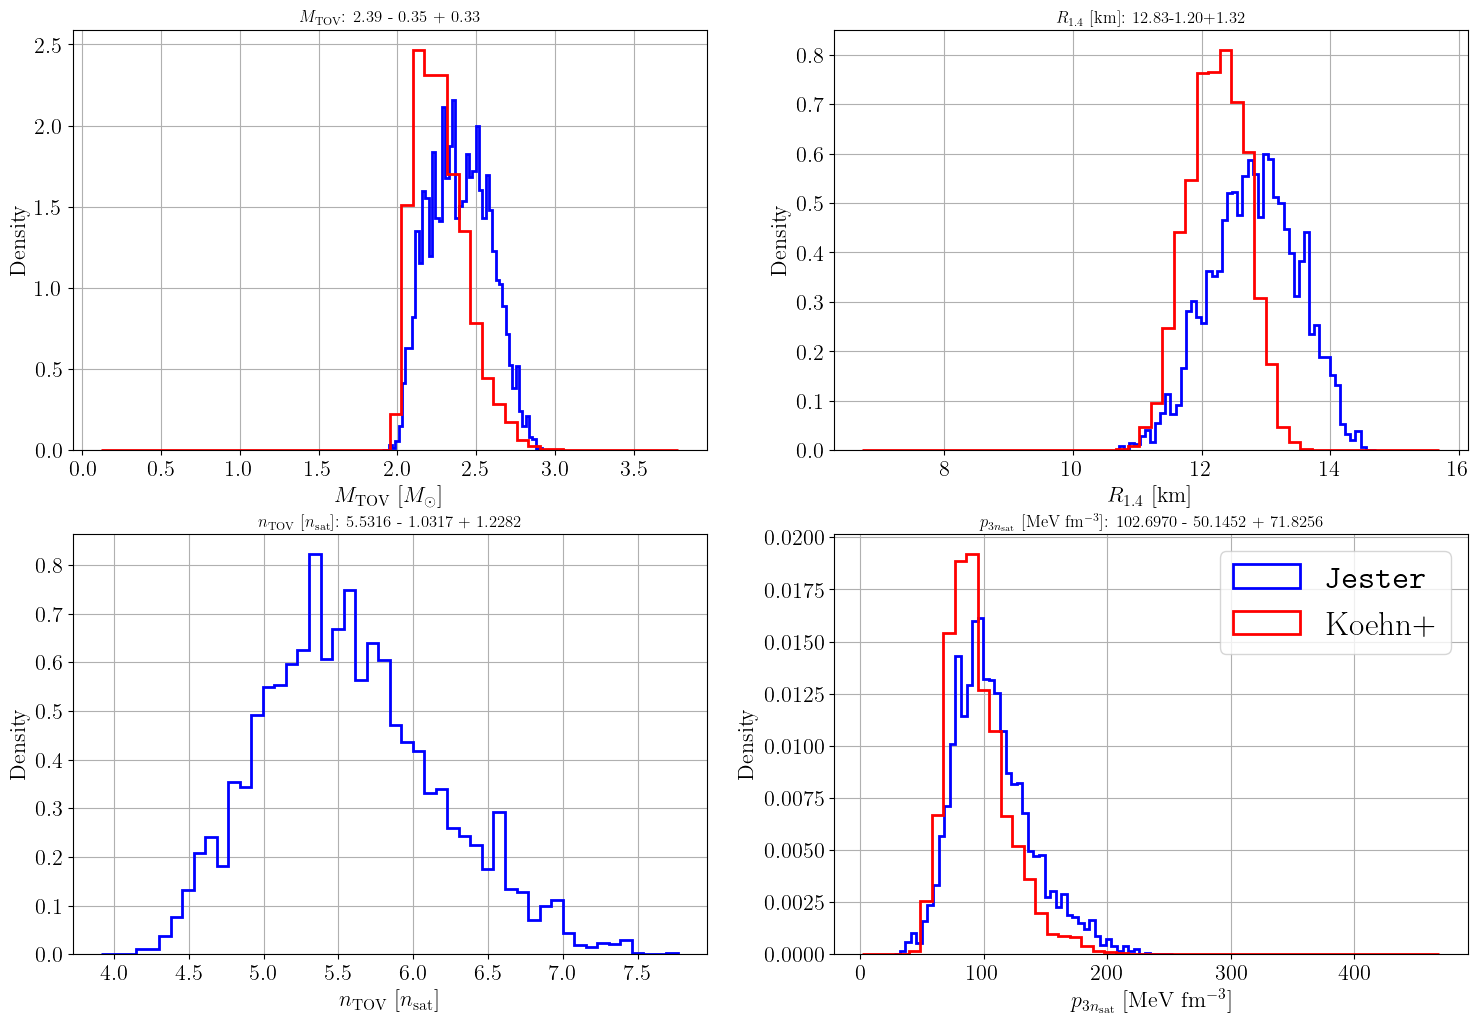 M_TOV: 2.39 - 0.35 + 0.33
2.5
2.0
1.5
1.0
0.5
0.0
Density
0.0 0.5 1.0 1.5 2.0 2.5 3.0 3.5
M_TOV [M_⊙]
R_1.4 [km]: 12.83-1.20+1.32
0.8
0.7
0.6
0.5
0.4
0.3
0.2
0.1
0.0
Density
8 10 12 14 16
R_1.4 [km]
n_TOV [n_sat]: 5.5316 - 1.0317 + 1.2282
0.8
0.7
0.6
0.5
0.4
0.3
0.2
0.1
0.0
Density
4.0 4.5 5.0 5.5 6.0 6.5 7.0 7.5
n_TOV [n_sat]
p_3n_sat [MeV fm⁻³]: 102.6970 - 50.1452 + 71.8256
0.0200
0.0175
0.0150
0.0125
0.0100
0.0075
0.0050
0.0025
0.0000
Density
Jester
Koehn+
0 100 200 300 400
p_3n_sat [MeV fm⁻³]